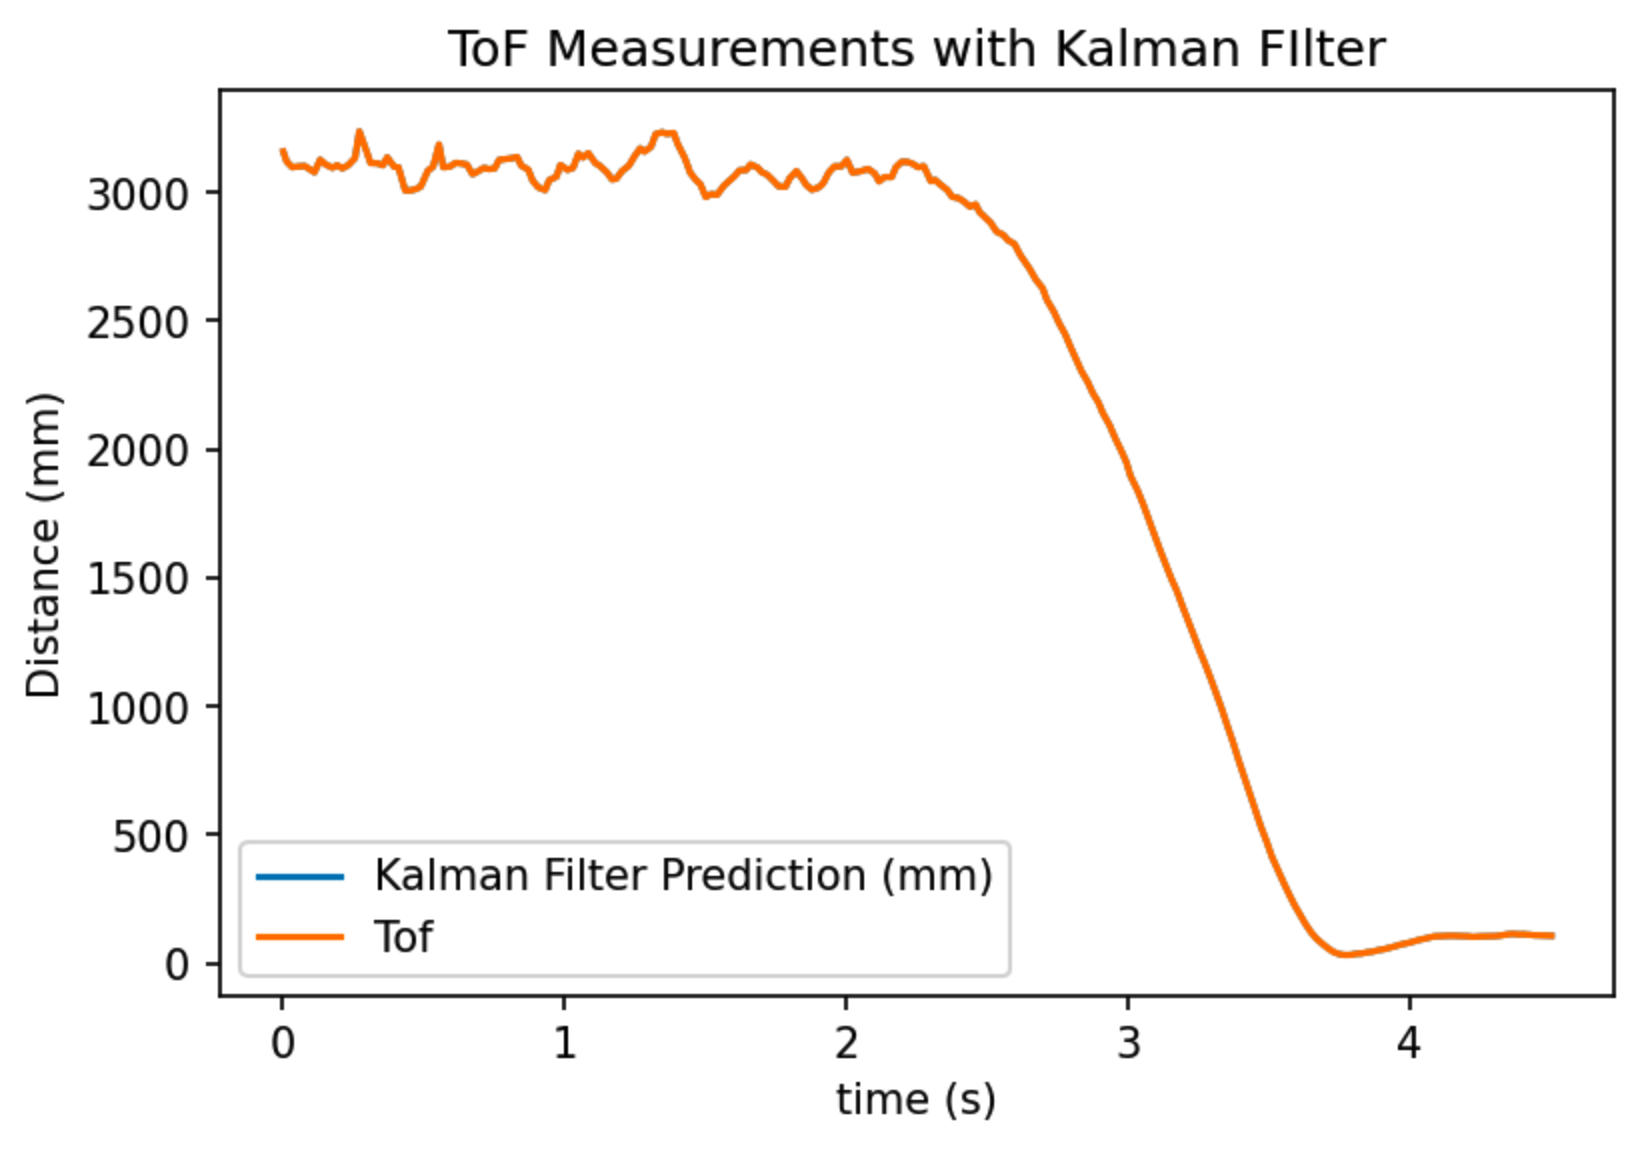 ToF Measurements with Kalman FIlter
Distance (mm)
3000
2500
2000
1500
1000
500
0
Kalman Filter Prediction (mm)
Tof
0 1 2 3 4
time (s)